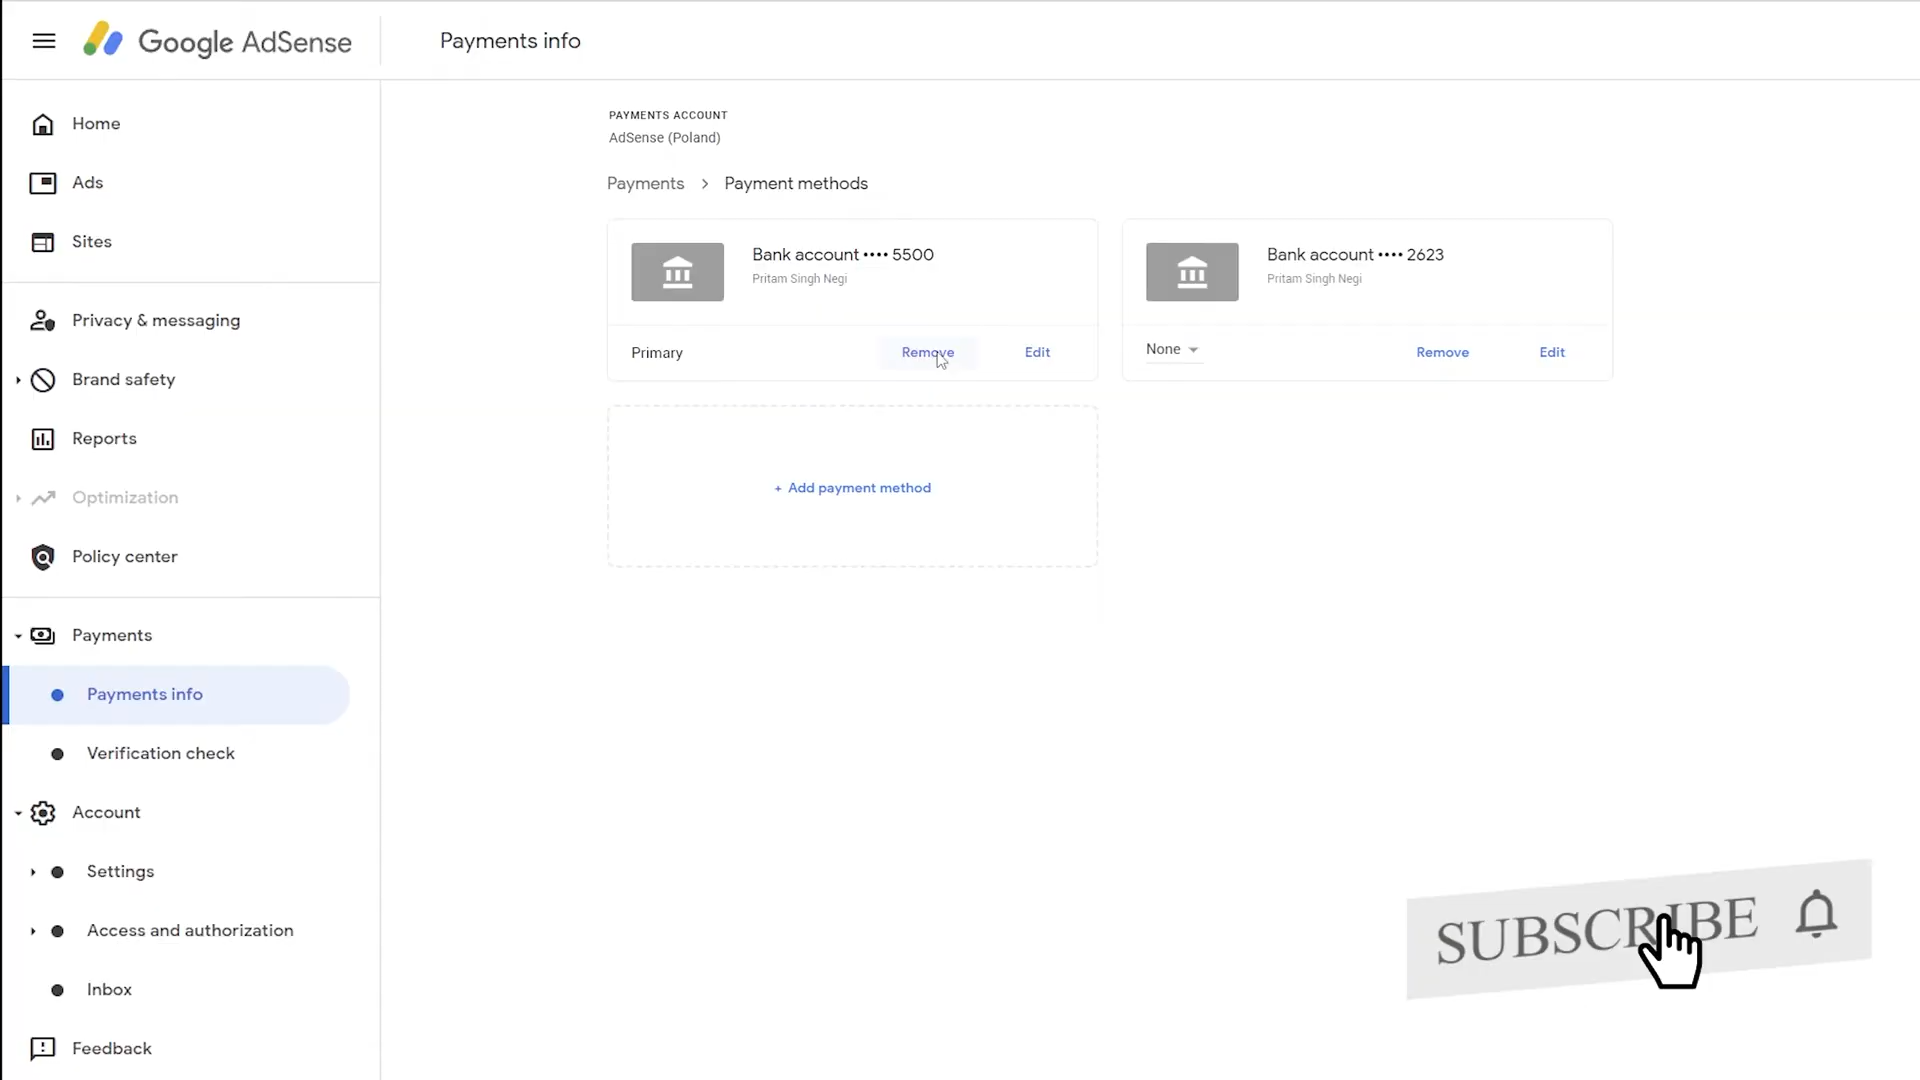 Google AdSense
Payments info
Home
Ads
Sites
Privacy & messaging
Brand safety
Reports
Optimization
Policy center
Payments
Payments info
Verification check
Account
Settings
Access and authorization
Inbox
Feedback
PAYMENTS ACCOUNT
AdSense (Poland)
Payments > Payment methods
Bank account •••• 5500
Pritam Singh Negi
Primary Remove Edit
Bank account •••• 2623
Pritam Singh Negi
None Remove Edit
+ Add payment method
SUBSCRIBE